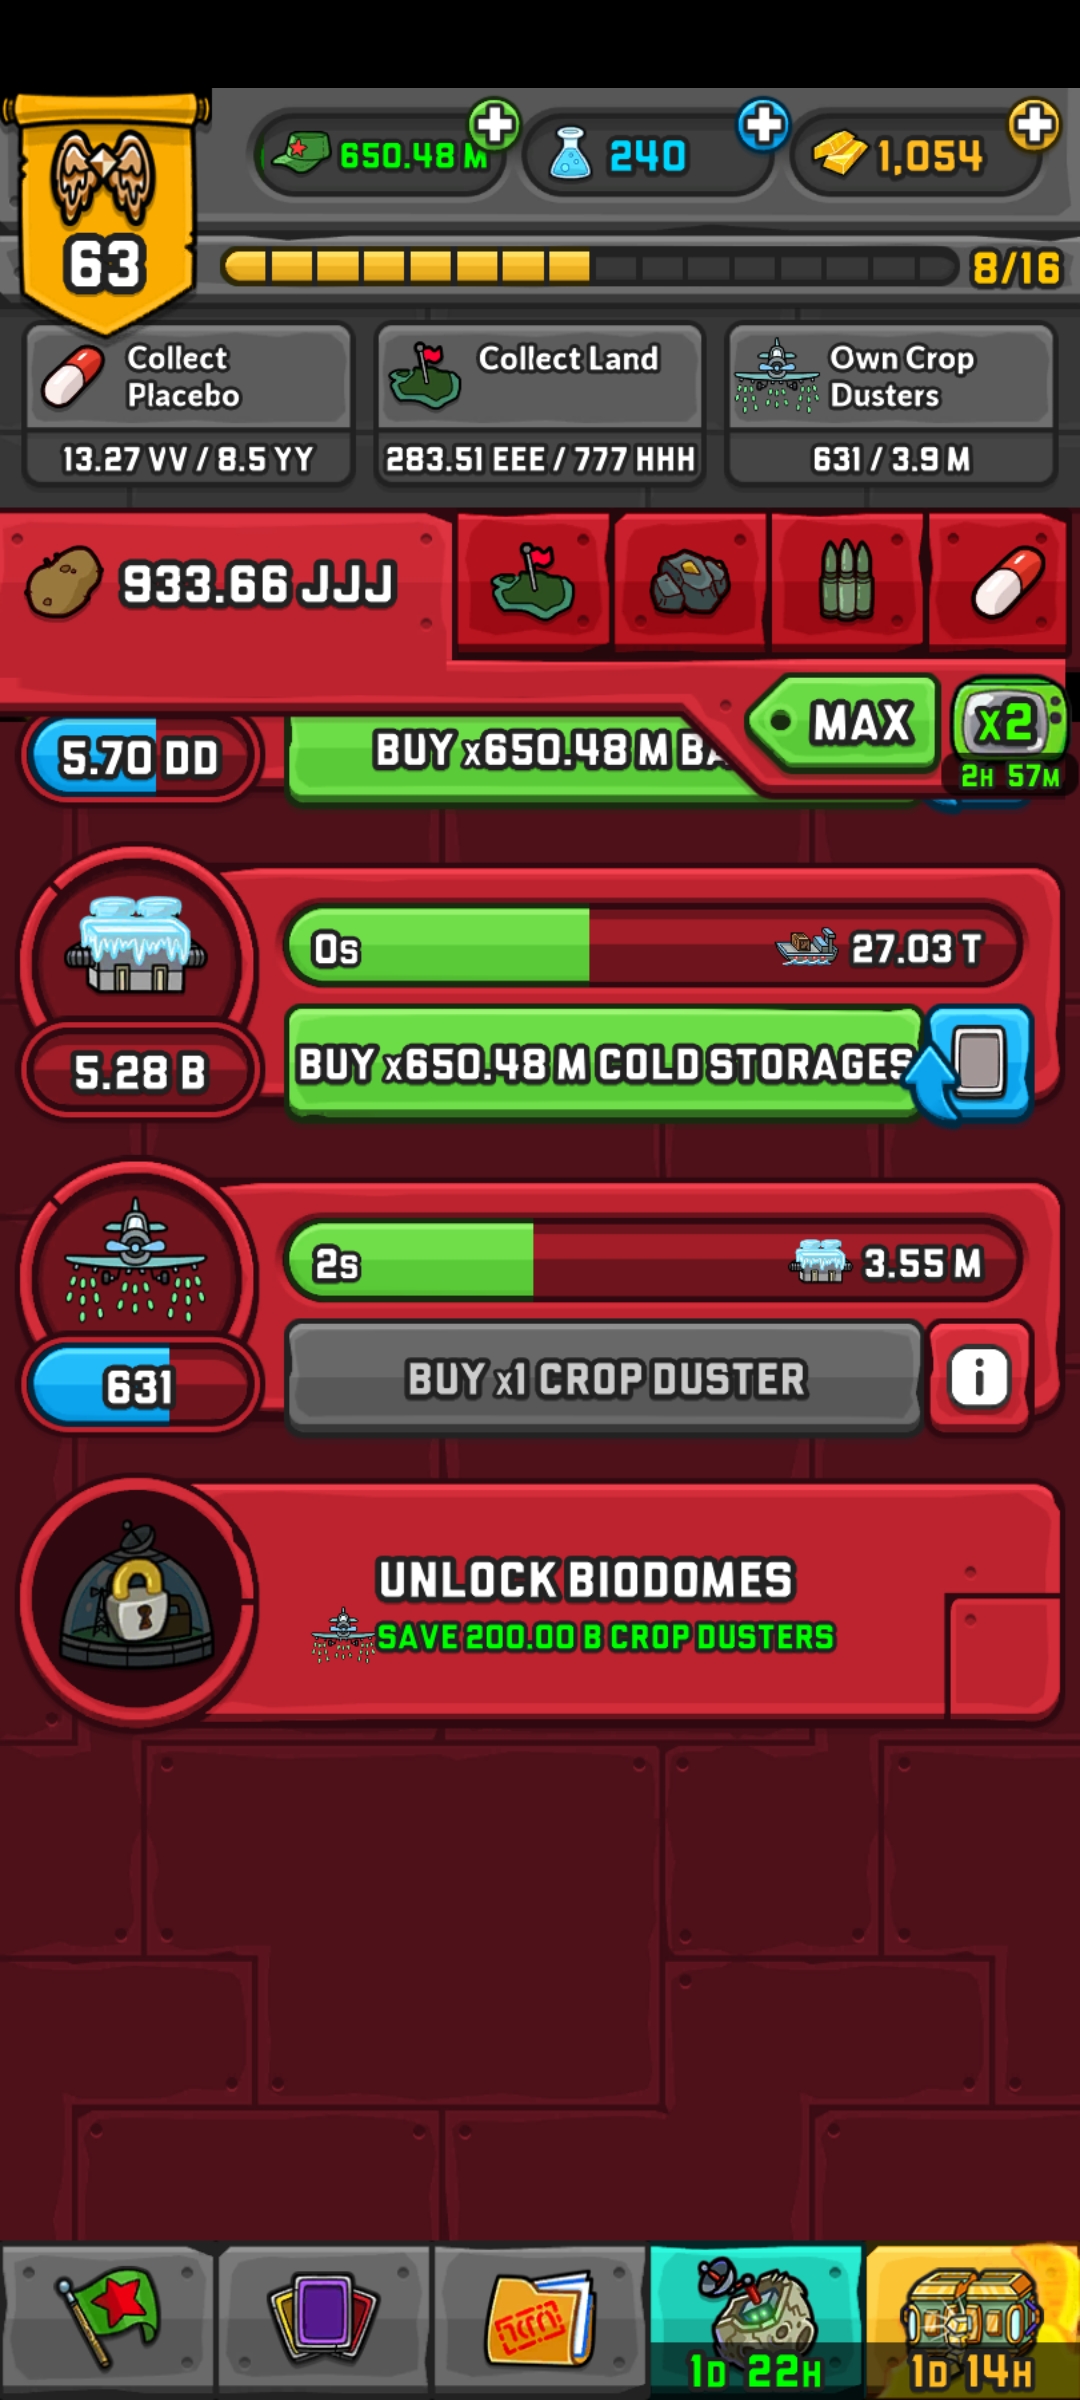 650.48 M
240
1,054
63
8/16
Collect
Placebo
13.27 VV / 8.5 YY
Collect Land
283.51 EEE / 777 HHH
Own Crop
Dusters
631 / 3.9 M
933.66 JJJ
MAX
X2
2H 57M
5.70 DD
BUY x650.48 M BA
0s
27.03 T
5.28 B
BUY x650.48 M COLD STORAGES
2s
3.55 M
631
BUY x1 CROP DUSTER
i
UNLOCK BIODOMES
SAVE 200.00 B CROP DUSTERS
1D 22H
1D 14H